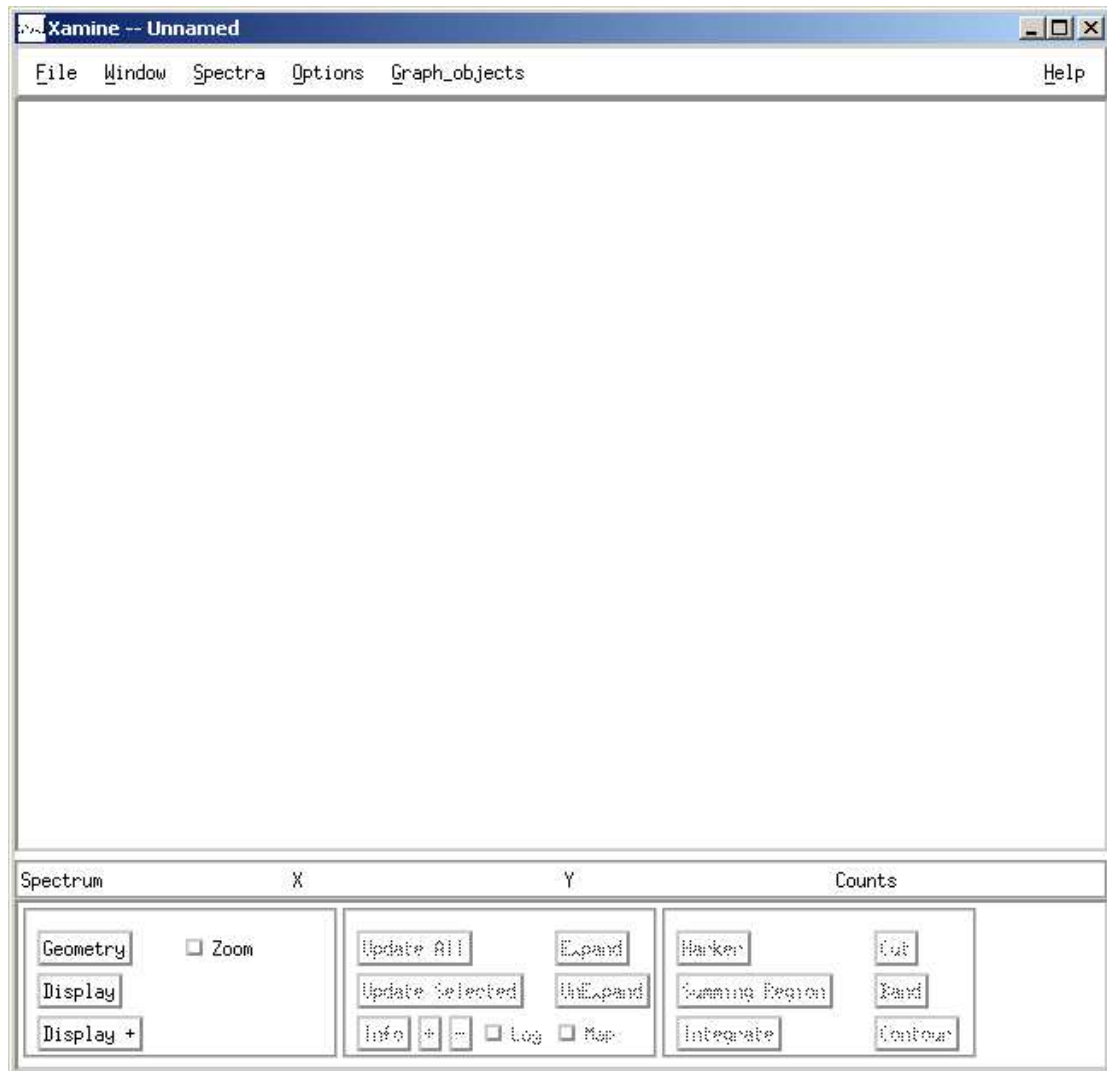 Xamine -- Unnamed
File Window Spectra Options Graph_objects Help
Spectrum X Y Counts
Geometry Zoom Update All Expand Marker Cut
Display Update Selected UnExpand Summing Region Band
Display + Info + - Log Map Integrate Contour